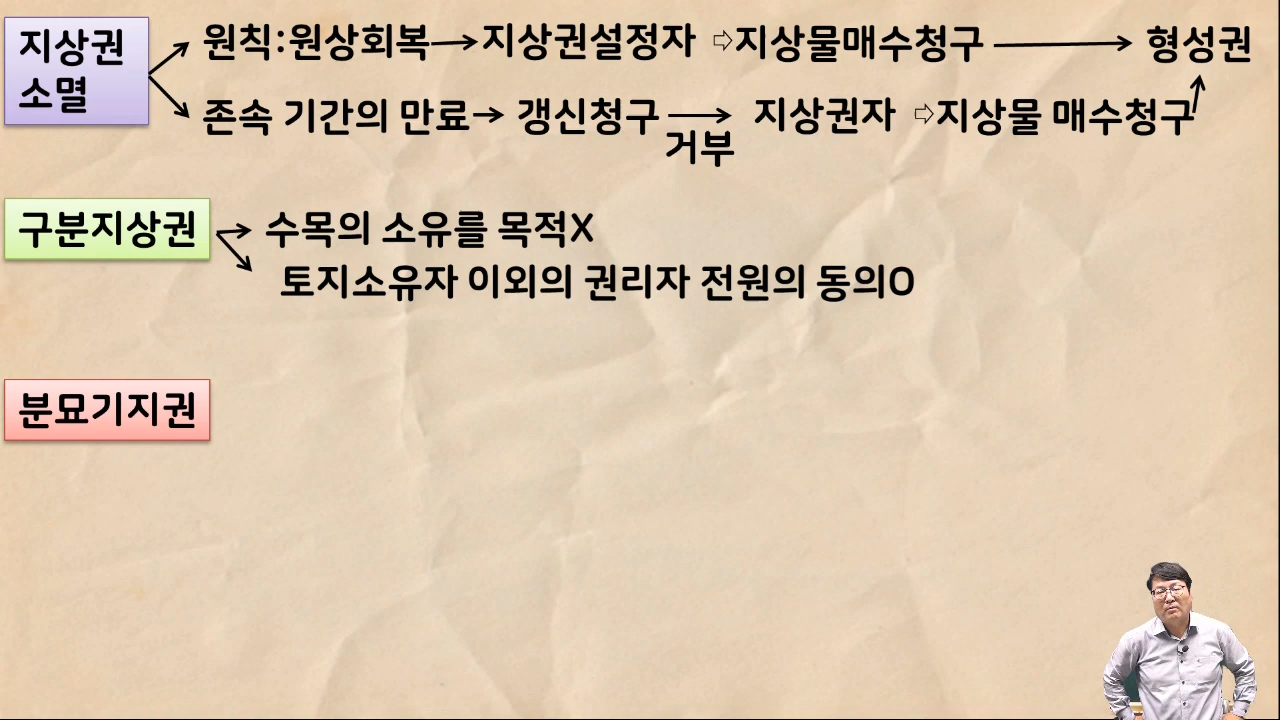 지상권
소멸
원칙:원상회복→지상권설정자 ⇨지상물매수청구 → 형성권
존속 기간의 만료→ 갱신청구 → 지상권자 ⇨지상물 매수청구
거부
구분지상권 → 수목의 소유를 목적X
토지소유자 이외의 권리자 전원의 동의O
분묘기지권